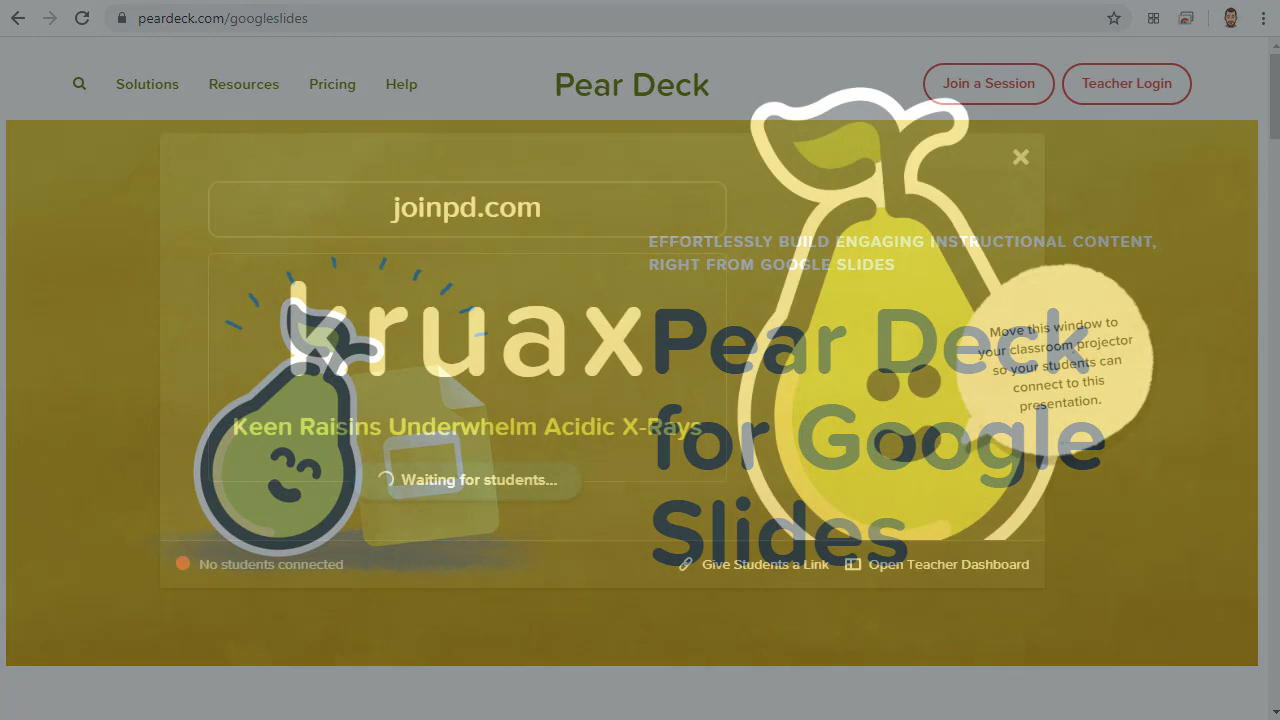 peardeck.com/googleslides
Solutions
Resources
Pricing
Help
Pear Deck
Join a Session
Teacher Login
joinpd.com
EFFORTLESSLY BUILD ENGAGING INSTRUCTIONAL CONTENT,
RIGHT FROM GOOGLE SLIDES
kruax
Pear Deck
for Google
Slides
Move this window to
your classroom projector
so your students can
connect to this
presentation.
Keen Raisins Underwhelm Acidic X-Rays
Waiting for students...
No students connected
Give Students a Link
Open Teacher Dashboard